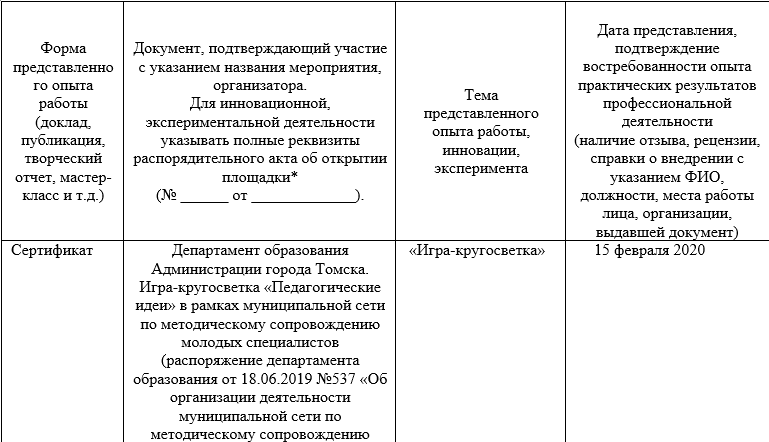 Форма
представленно
го опыта
работы
(доклад,
публикация,
творческий
отчет, мастер-
класс и т.д.)
Документ, подтверждающий участие
с указанием названия мероприятия,
организатора.
Для инновационной,
экспериментальной деятельности
указывать полные реквизиты
распорядительного акта об открытии
площадки*
(№ ______ от _____________).
Тема
представленного
опыта работы,
инновации,
эксперимента
Дата представления,
подтверждение
востребованности опыта
практических результатов
профессиональной
деятельности
(наличие отзыва, рецензии,
справки о внедрении с
указанием ФИО,
должности, места работы
лица, организации,
выдавшей документ)
Сертификат
Департамент образования
Администрации города Томска.
Игра-кругосветка «Педагогические
идеи» в рамках муниципальной сети
по методическому сопровождению
молодых специалистов
(распоряжение департамента
образования от 18.06.2019 №537 «Об
организации деятельности
муниципальной сети по
методическому сопровождению
«Игра-кругосветка»
15 февраля 2020